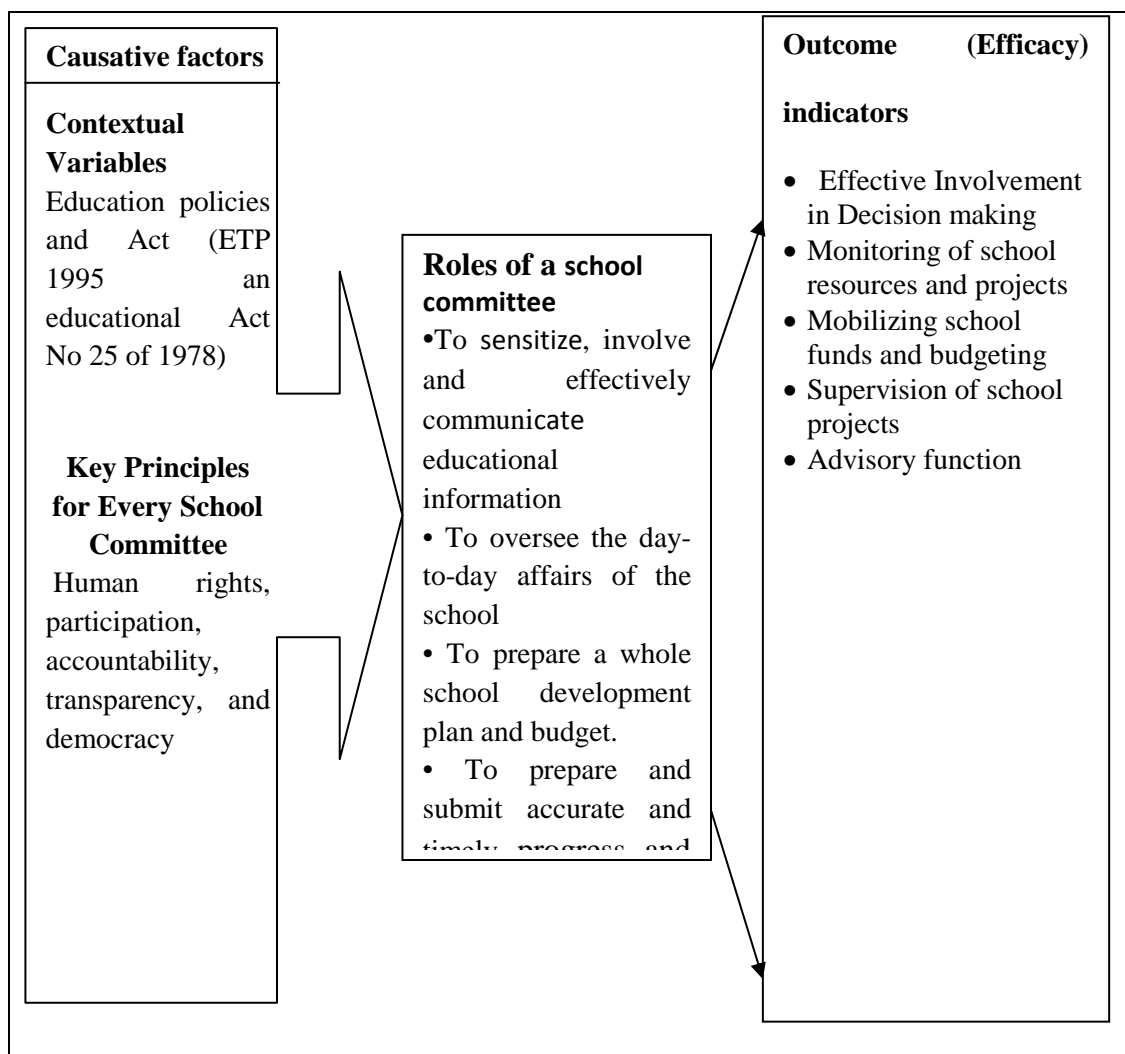 Causative factors
Contextual
Variables
Education policies
and Act (ETP
1995 an
educational Act
No 25 of 1978)
Key Principles
for Every School
Committee
Human rights,
participation,
accountability,
transparency, and
democracy
Roles of a school
committee
•To sensitize, involve
and effectively
communicate
educational
information
• To oversee the day-
to-day affairs of the
school
• To prepare a whole
school development
plan and budget.
• To prepare and
submit accurate and
timely progress and
Outcome (Efficacy)
indicators
• Effective Involvement
in Decision making
• Monitoring of school
resources and projects
• Mobilizing school
funds and budgeting
• Supervision of school
projects
• Advisory function